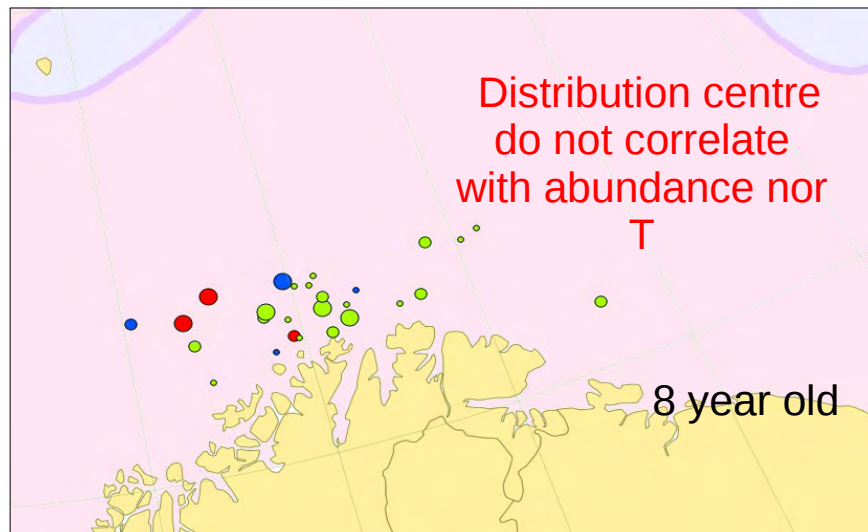 Distribution centre
do not correlate
with abundance nor
T
8 year old